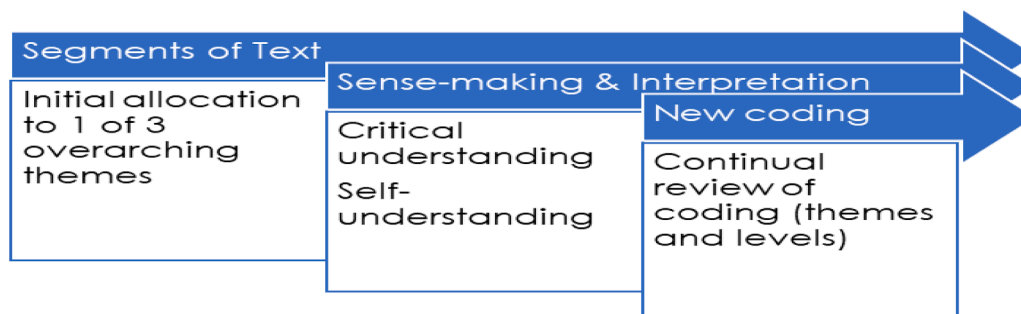 Segments of Text
Initial allocation
to 1 of 3
overarching
themes
Sense-making & Interpretation
Critical
understanding
Self-
understanding
New coding
Continual
review of
coding (themes
and levels)